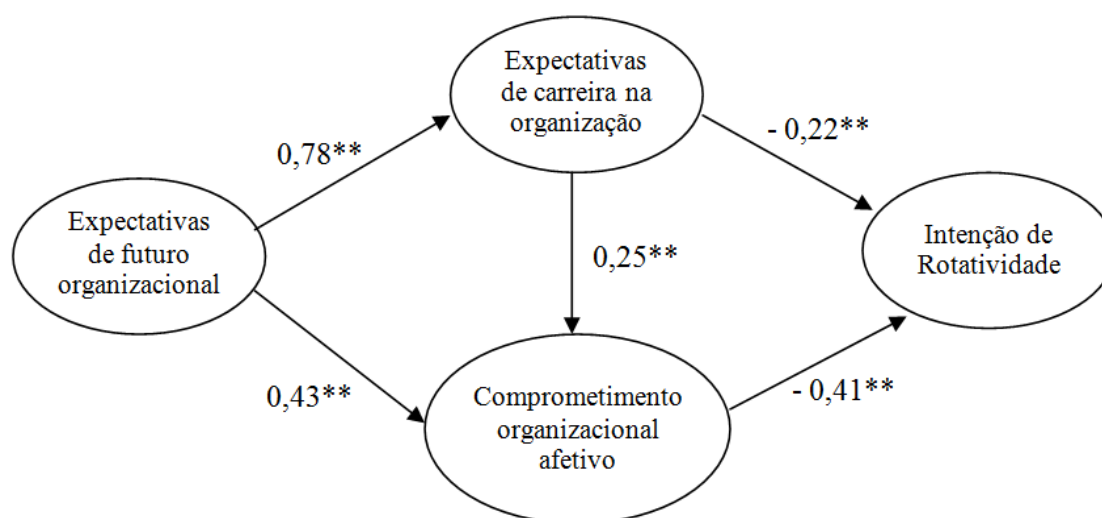 Expectativas
de carreira na
organização
- 0,22**
0,78**
Expectativas
de futuro
organizacional
0,25**
Intenção de
Rotatividade
0,43**
Comprometimento
organizacional
afetivo
- 0,41**